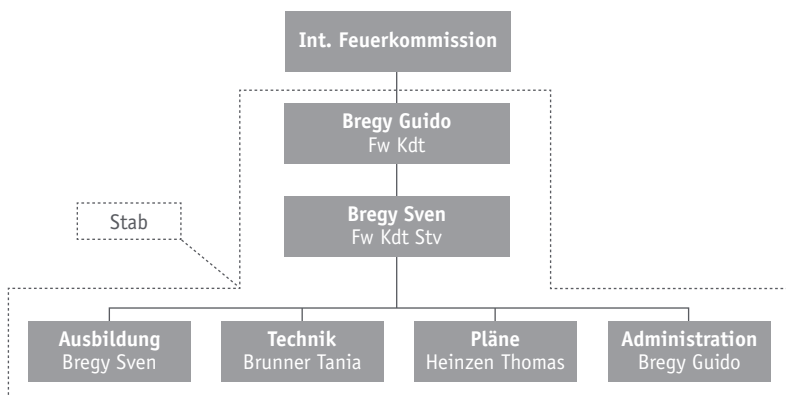 Int. Feuerkommission
Bregy Guido
Fw Kdt
Bregy Sven
Fw Kdt Stv
Stab
Ausbildung
Bregy Sven
Technik
Brunner Tania
Pläne
Heinzen Thomas
Administration
Bregy Guido